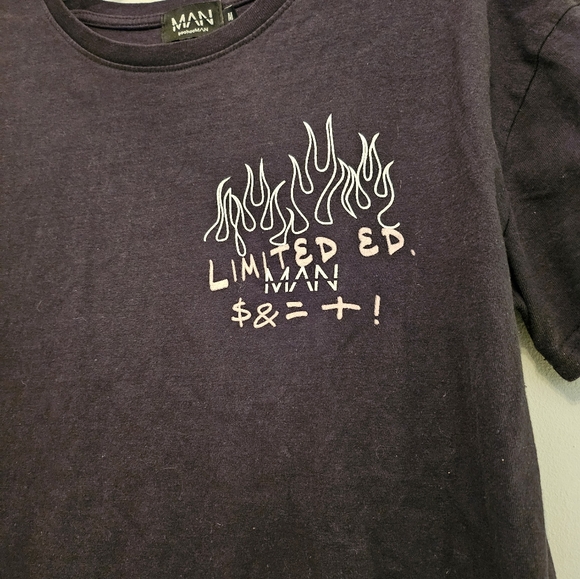 MAN
boohooMAN
M
LIMITED ED.
MAN
$&=+!